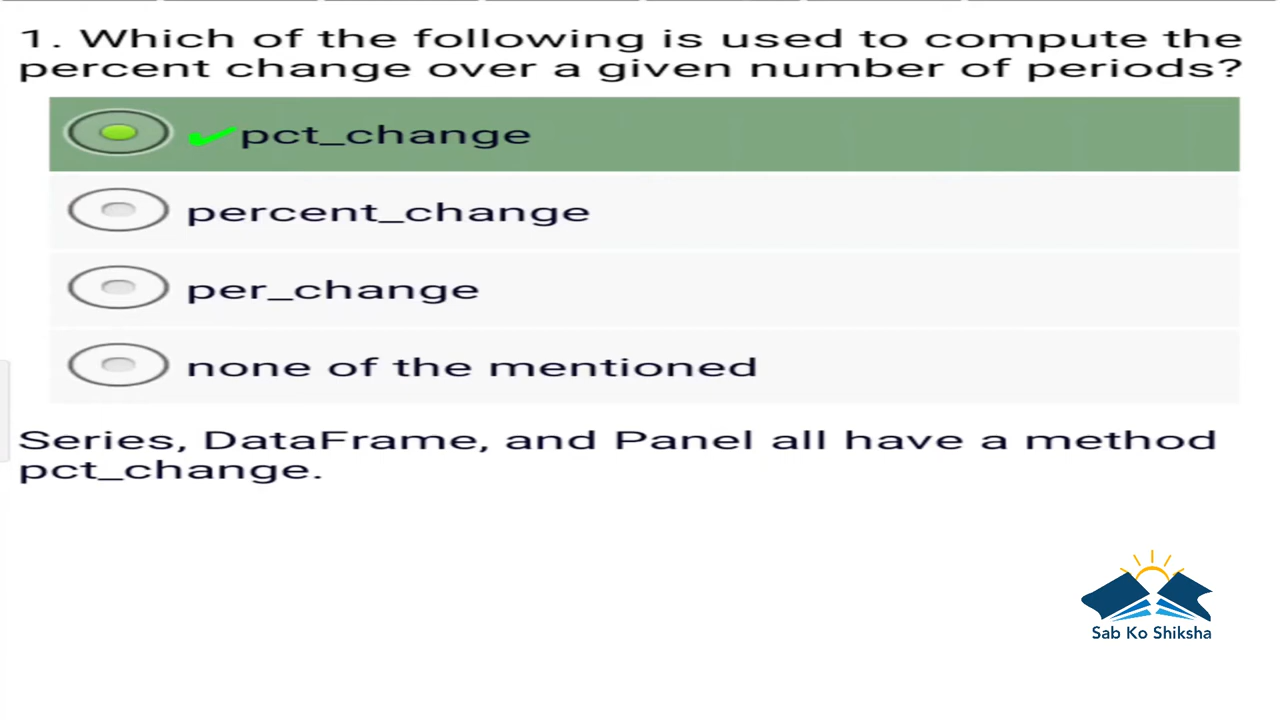 1. Which of the following is used to compute the
percent change over a given number of periods?
pct_change
percent_change
per_change
none of the mentioned
Series, DataFrame, and Panel all have a method
pct_change.
Sab Ko Shiksha